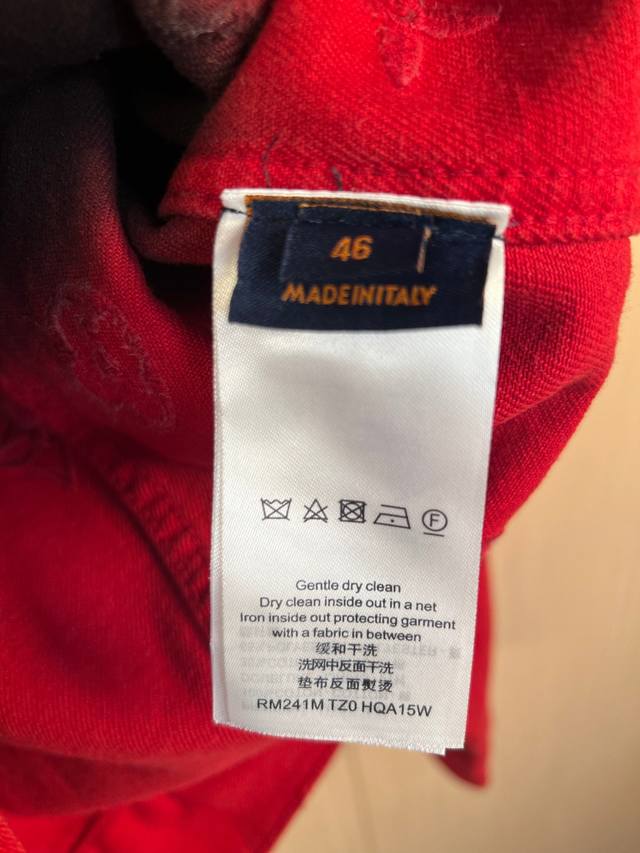 46
MADEINITALY
F
Gentle dry clean
Dry clean inside out in a net
Iron inside out protecting garment
with a fabric in between
缓和干洗
洗网中反面干洗
垫布反面熨烫
RM241M TZ0 HQA15W